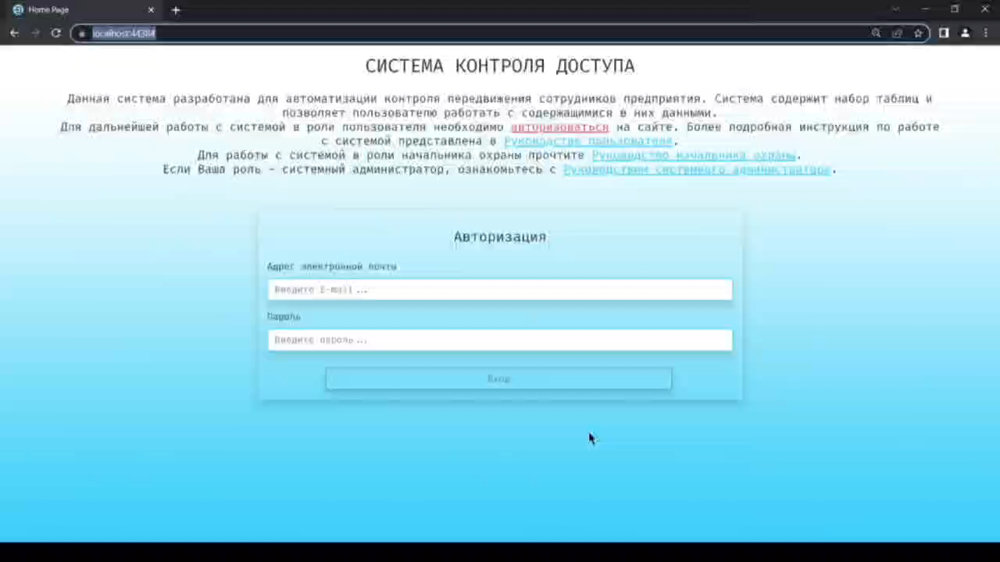 Home Page
localhost:44384
СИСТЕМА КОНТРОЛЯ ДОСТУПА
Данная система разработана для автоматизации контроля передвижения сотрудников предприятия. Система содержит набор таблиц и
позволяет пользователю работать с содержащимися в них данными.
Для дальнейшей работы с системой в роли пользователя необходимо авторизоваться на сайте. Более подробная инструкция по работе
с системой представлена в Руководстве пользователя.
Для работы с системой в роли начальника охраны прочтите Руководство начальника охраны.
Если Ваша роль – системный администратор, ознакомьтесь с Руководством системного администратора.
Авторизация
Адрес электронной почты
Введите E-mail...
Пароль
Введите пароль...
Вход